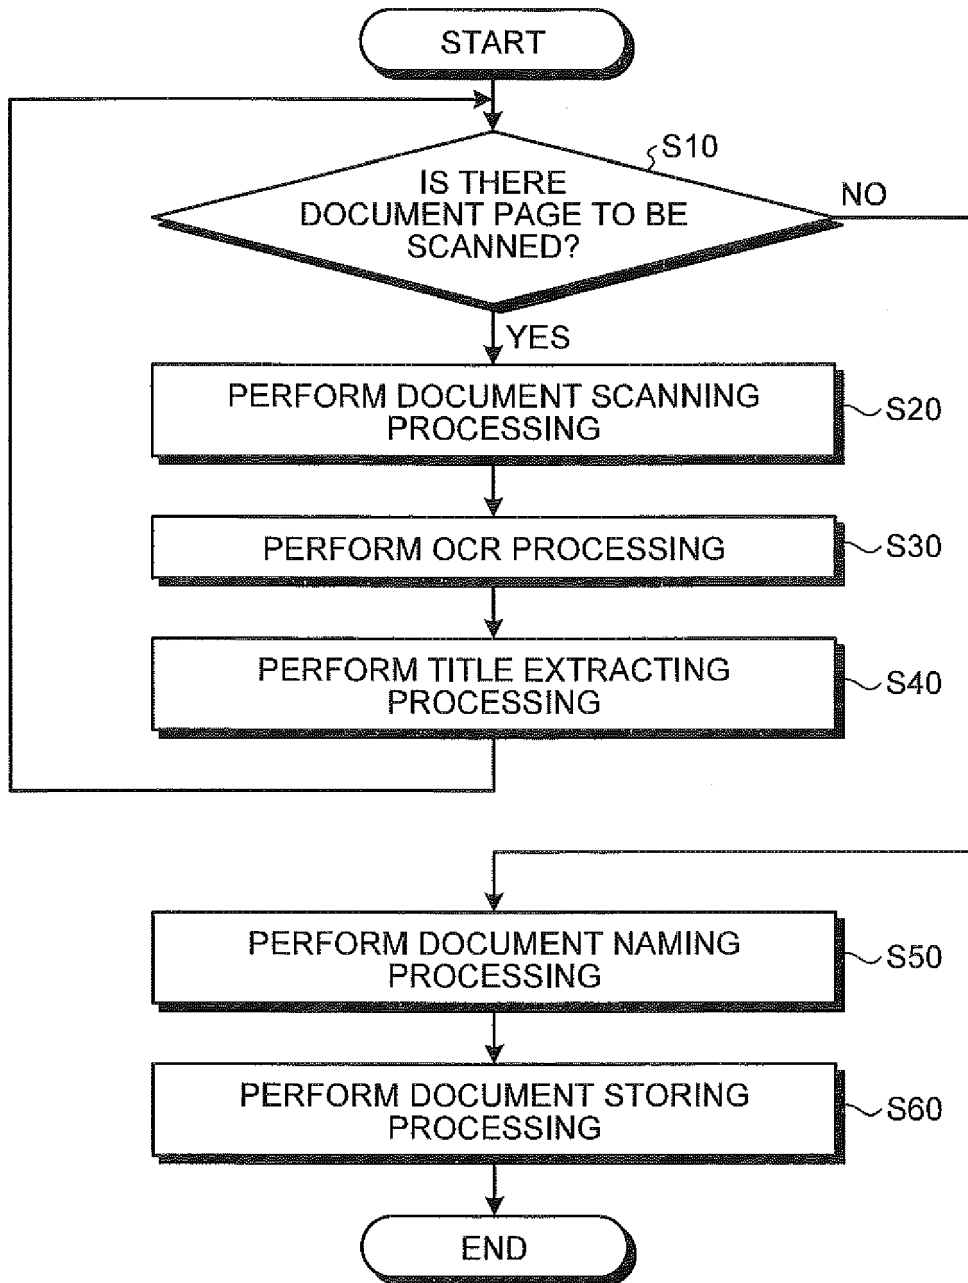 START
S10
IS THERE
DOCUMENT PAGE TO BE
SCANNED?
NO
YES
PERFORM DOCUMENT SCANNING
PROCESSING
S20
PERFORM OCR PROCESSING
S30
PERFORM TITLE EXTRACTING
PROCESSING
S40
PERFORM DOCUMENT NAMING
PROCESSING
S50
PERFORM DOCUMENT STORING
PROCESSING
S60
END